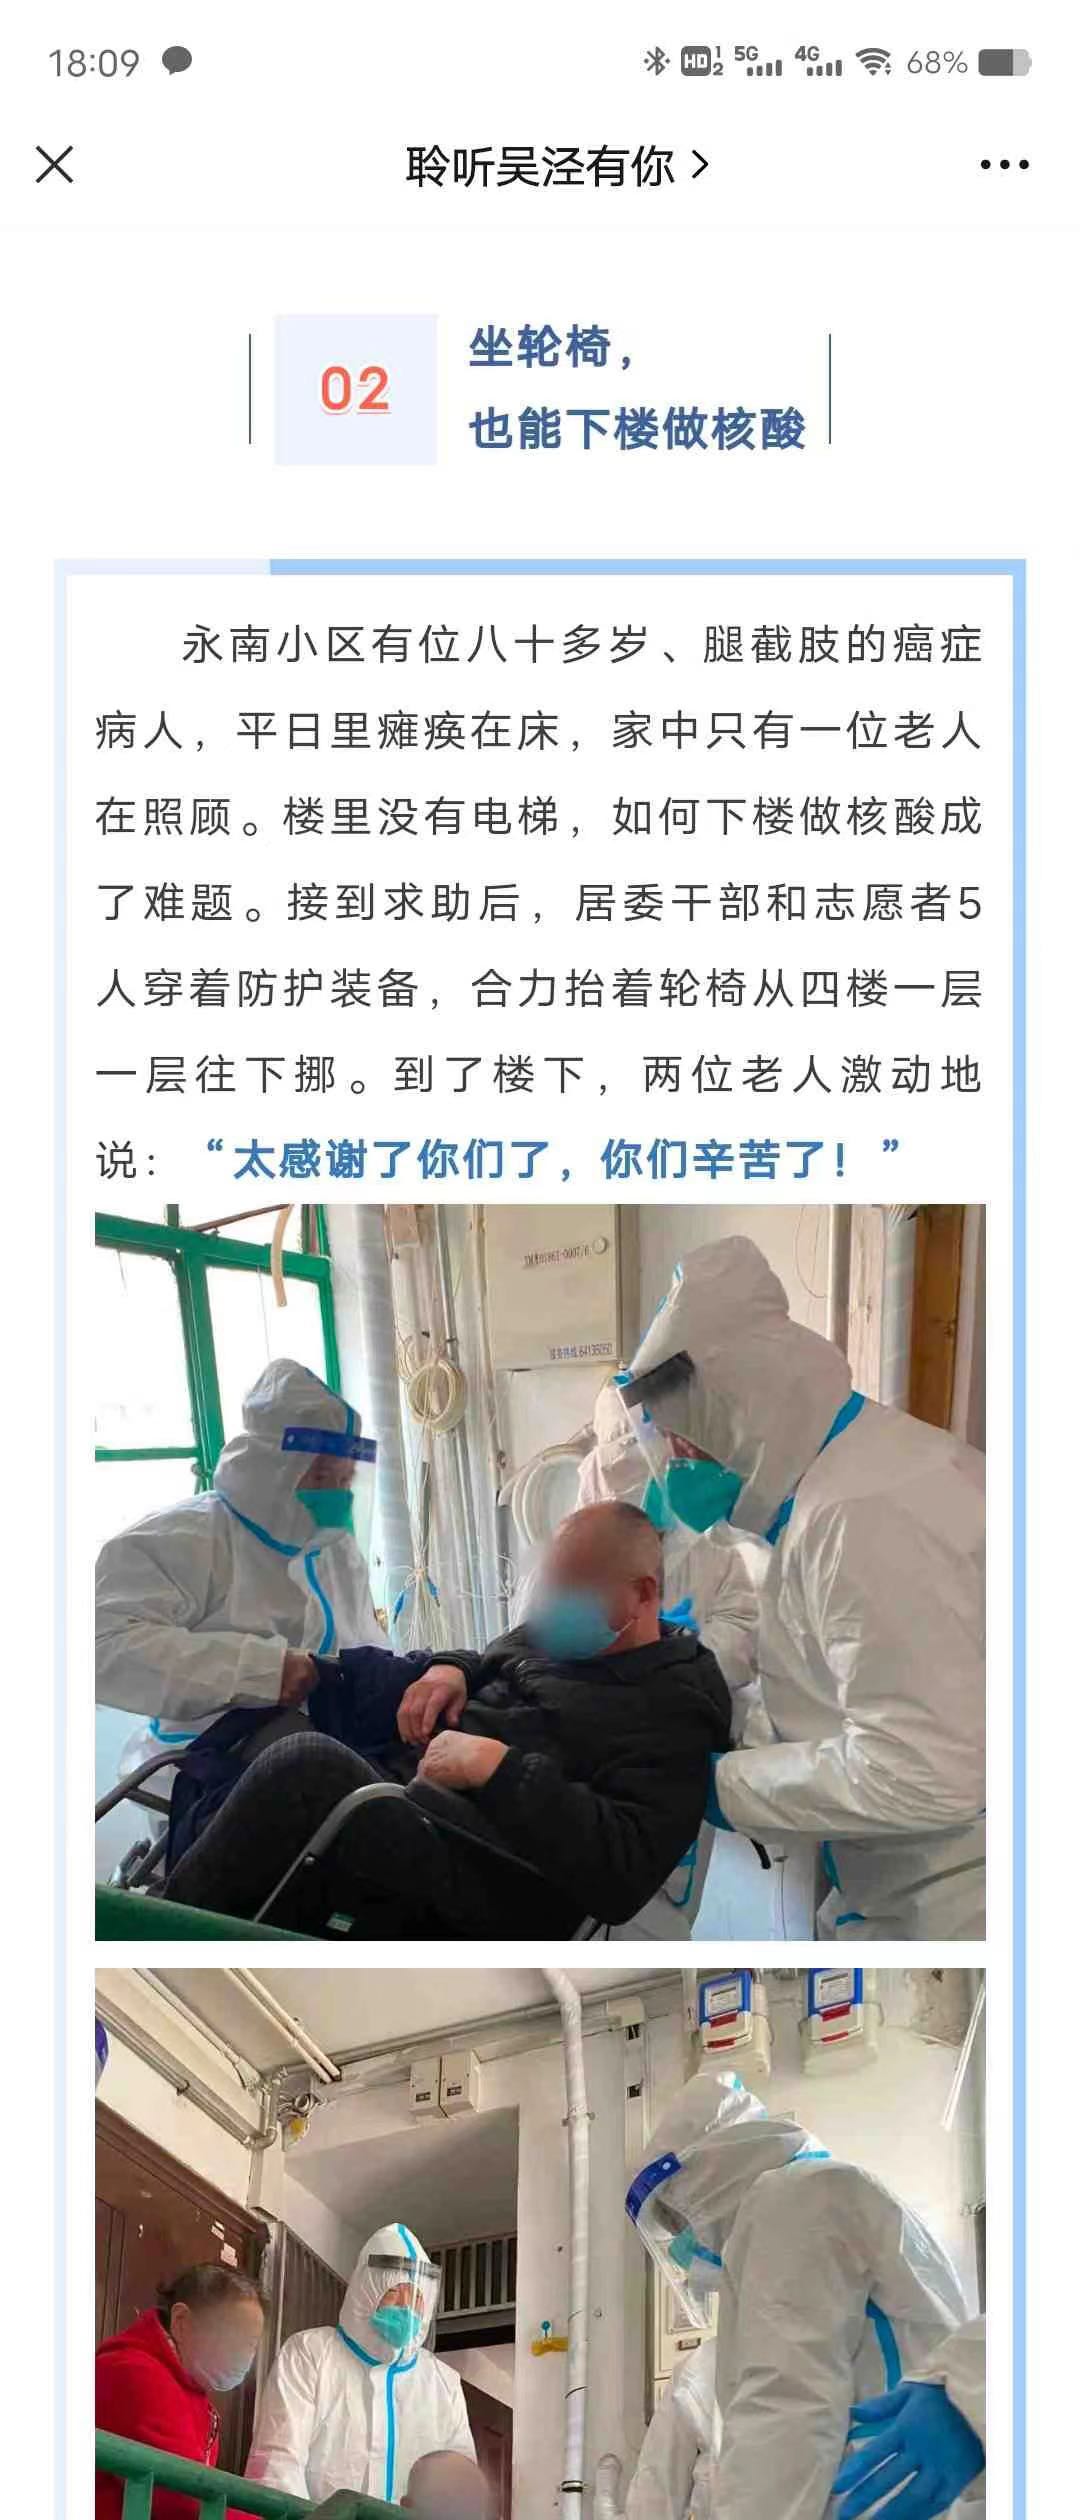 18:09
HD 1 2 5G 4G 68%
聆听吴泾有你
02
坐轮椅，
也能下楼做核酸
永南小区有位八十多岁、腿截肢的癌症
病人，平日里瘫痪在床，家中只有一位老人
在照顾。楼里没有电梯，如何下楼做核酸成
了难题。接到求助后，居委干部和志愿者5
人穿着防护装备，合力抬着轮椅从四楼一层
一层往下挪。到了楼下，两位老人激动地
说：“太感谢了你们了，你们辛苦了！”